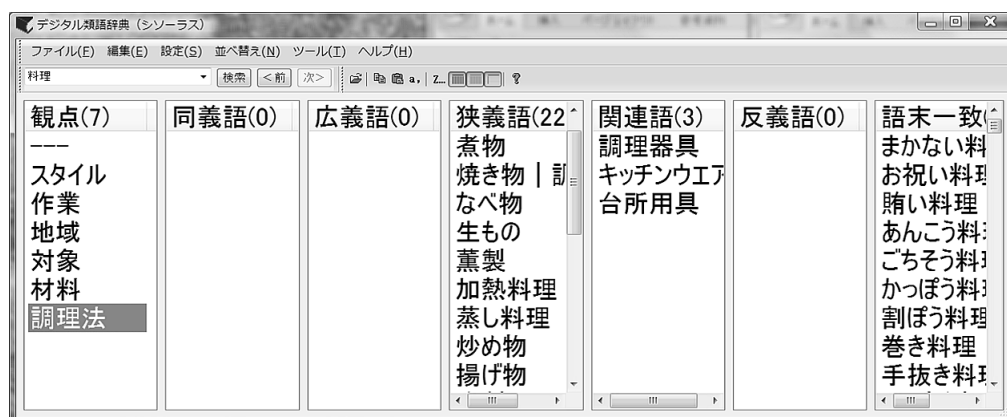 デジタル類語辞典（シソーラス）
ファイル(F) 編集(E) 設定(S) 並べ替え(N) ツール(T) ヘルプ(H)
料理 検索 <前 次> a, Z...
観点(7)
---
スタイル
作業
地域
対象
材料
調理法
同義語(0)
広義語(0)
狭義語(22
煮物
焼き物｜
なべ物
生もの
薫製
加熱料理
蒸し料理
炒め物
揚げ物
関連語(3)
調理器具
キッチンウエア
台所用具
反義語(0)
語末一致(
まかない料
お祝い料理
賄い料理
あんこう料
ごちそう料
かっぽう料
割ぽう料理
巻き料理
手抜き料理